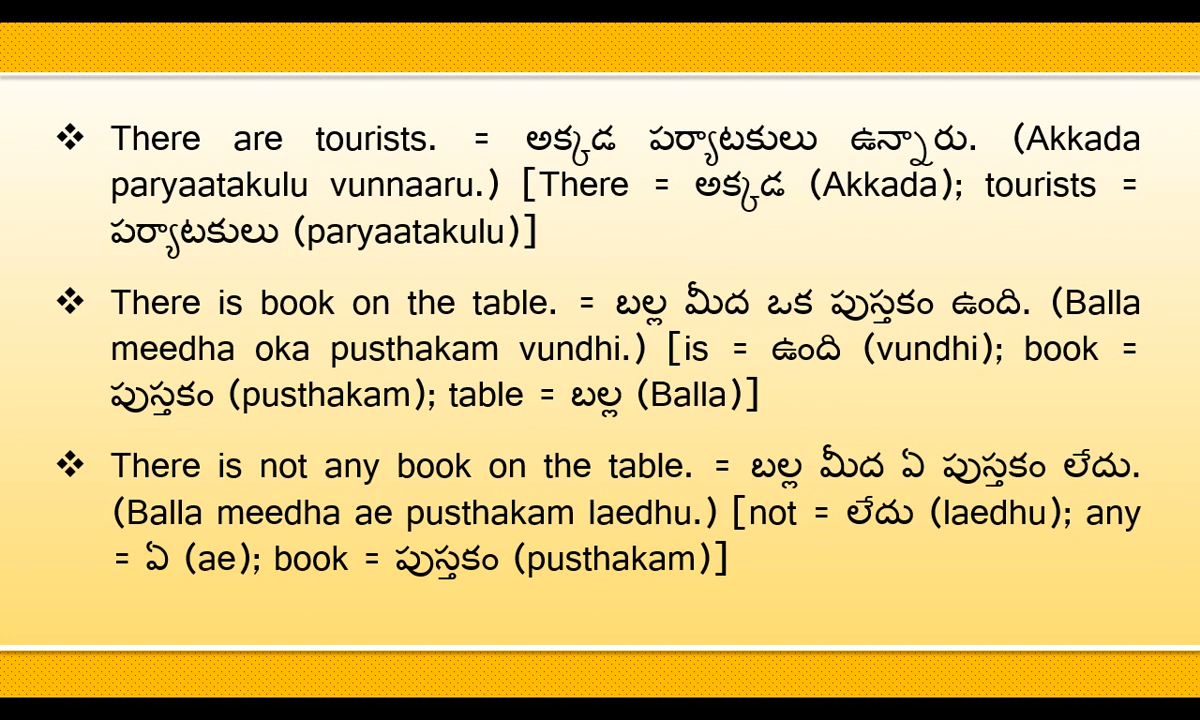 ❖ There are tourists. = అక్కడ పర్యాటకులు ఉన్నారు. (Akkada
paryaatakulu vunnaaru.) [There = అక్కడ (Akkada); tourists =
పర్యాటకులు (paryaatakulu)]
❖ There is book on the table. = బల్ల మీద ఒక పుస్తకం ఉంది. (Balla
meedha oka pusthakam vundhi.) [is = ఉంది (vundhi); book =
పుస్తకం (pusthakam); table = బల్ల (Balla)]
❖ There is not any book on the table. = బల్ల మీద ఏ పుస్తకం లేదు.
(Balla meedha ae pusthakam laedhu.) [not = లేదు (laedhu); any
= ఏ (ae); book = పుస్తకం (pusthakam)]